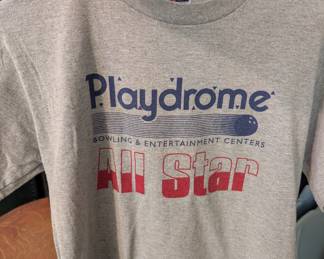 Playdrome
BOWLING & ENTERTAINMENT CENTERS
All Star